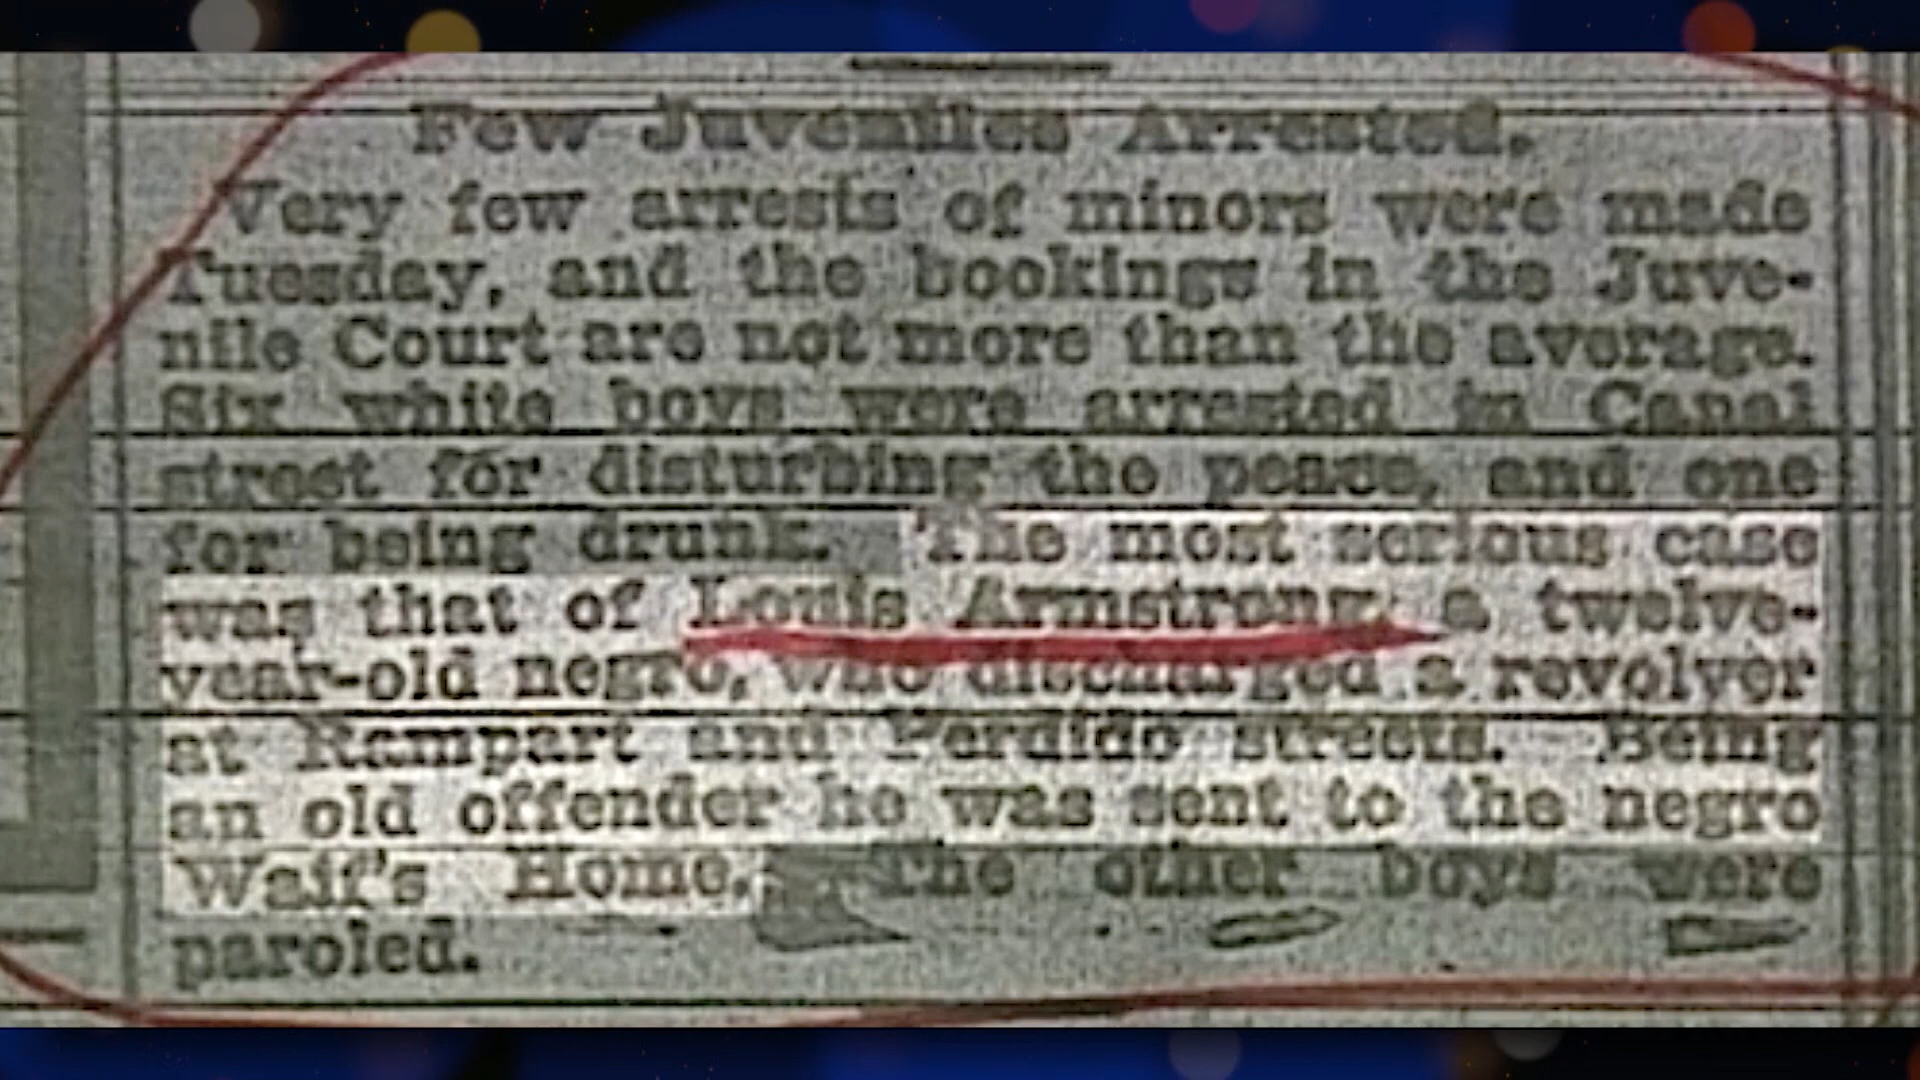 Few Juveniles Arrested.
Very few arrests of minors were made
Tuesday, and the bookings in the Juve-
nile Court are not more than the average.
Six white boys were arrested in Canal
street for disturbing the peace, and one
for being drunk. The most serious case
was that of Louis Armstrong, a twelve-
year-old negro, who discharged a revolver
at Rampart and Perdido streets. Being
an old offender he was sent to the negro
Waif's Home. The other boys were
paroled.